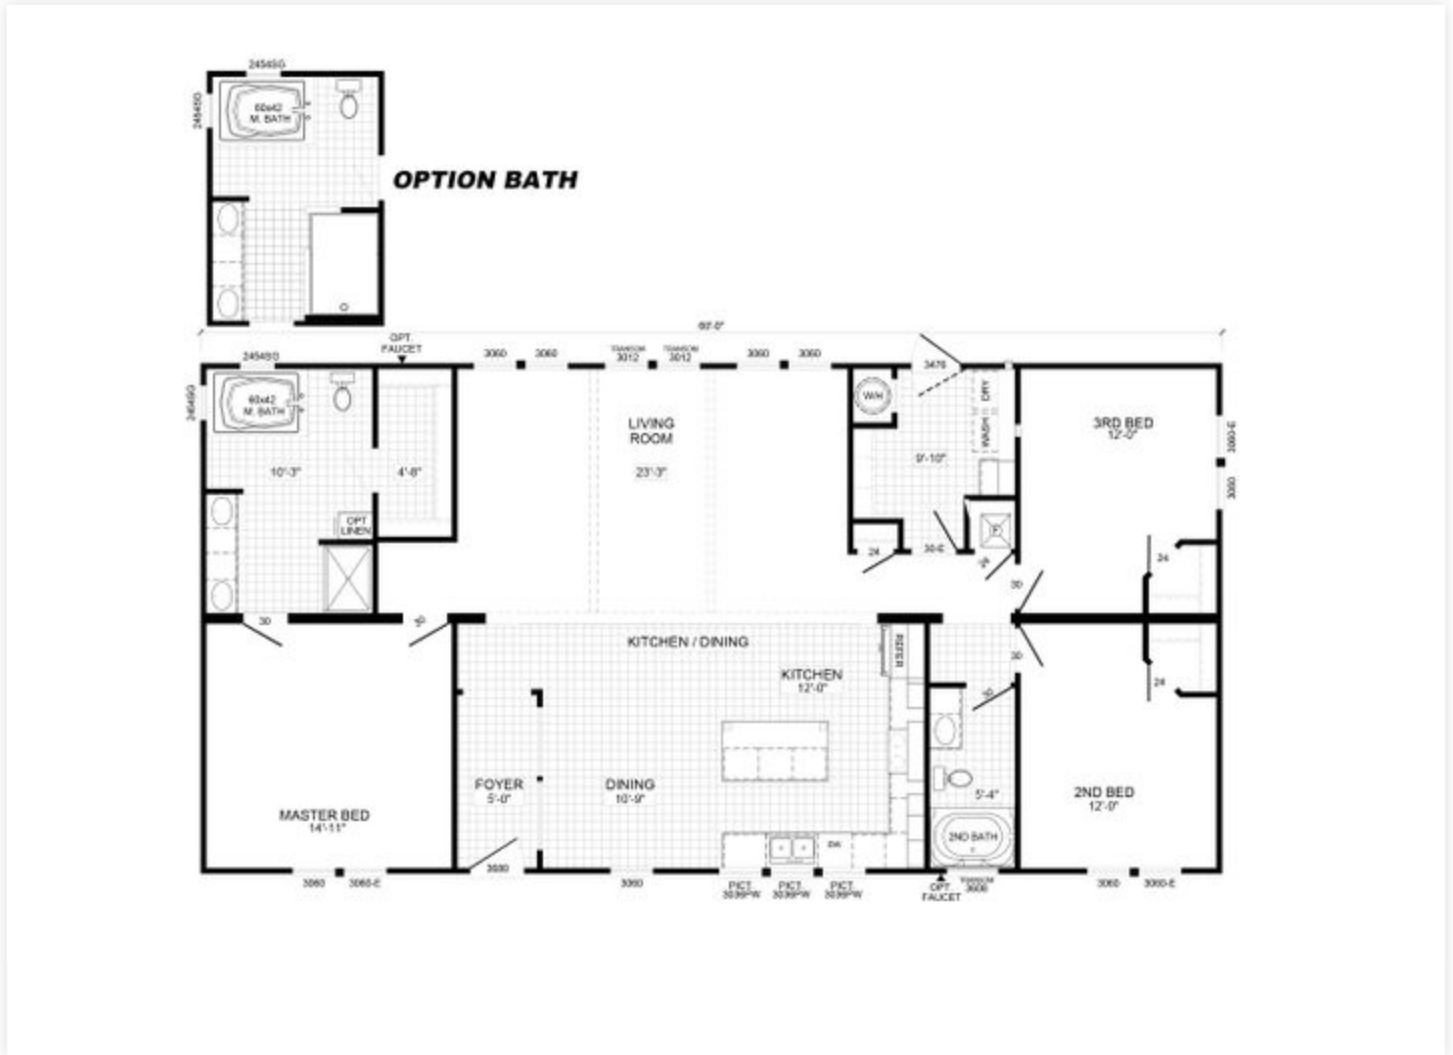 2454SG
2454SG
60x42
M. BATH
OPTION BATH
60'-0"
OPT.
FAUCET
2454SG
3060
3060
TRANSOM
3012
TRANSOM
3012
3060
3060
3476
2454SG
60x42
M. BATH
W/H
DRY
WASH
LIVING
ROOM
3RD BED
12'-0"
3060-E
3060
10'-3"
4'-8"
23'-3"
9'-10"
OPT
LINEN
F
24
30-E
24
30
30
30
KITCHEN / DINING
REFER
30
KITCHEN
12'-0"
24
30
FOYER
5'-0"
DINING
10'-9"
5'-4"
2ND BED
12'-0"
MASTER BED
14'-11"
2ND BATH
3060
3060-E
3060
PICT.
3036PW
PICT.
3036PW
PICT.
3036PW
OPT.
FAUCET
TRANSOM
3060
3060-E